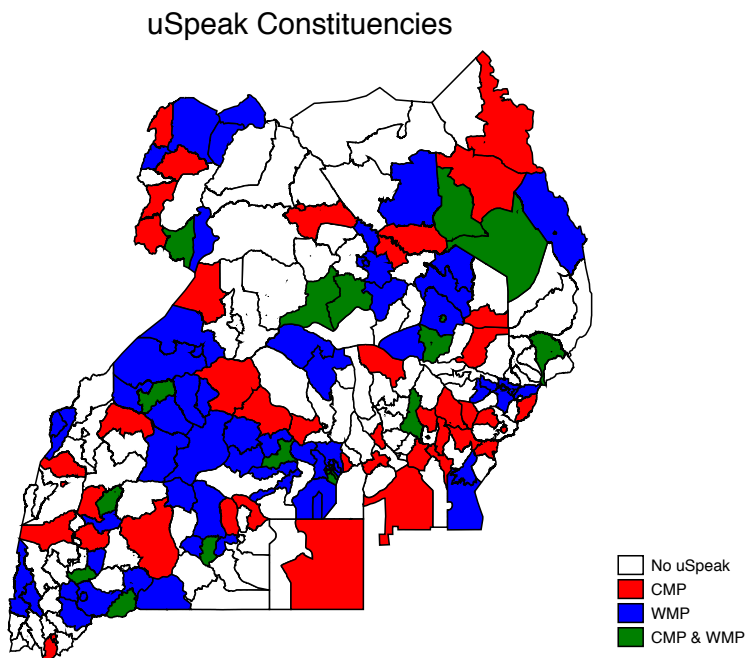 uSpeak Constituencies
No uSpeak
CMP
WMP
CMP & WMP